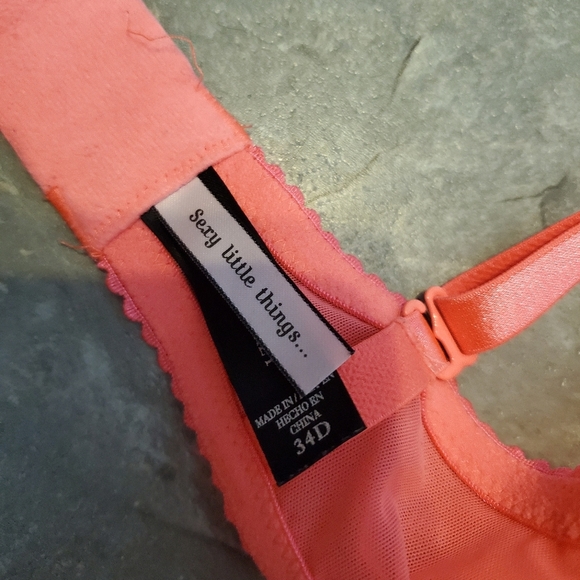 Sexy little things...
MADE IN/
HECHO EN
CHINA
34D